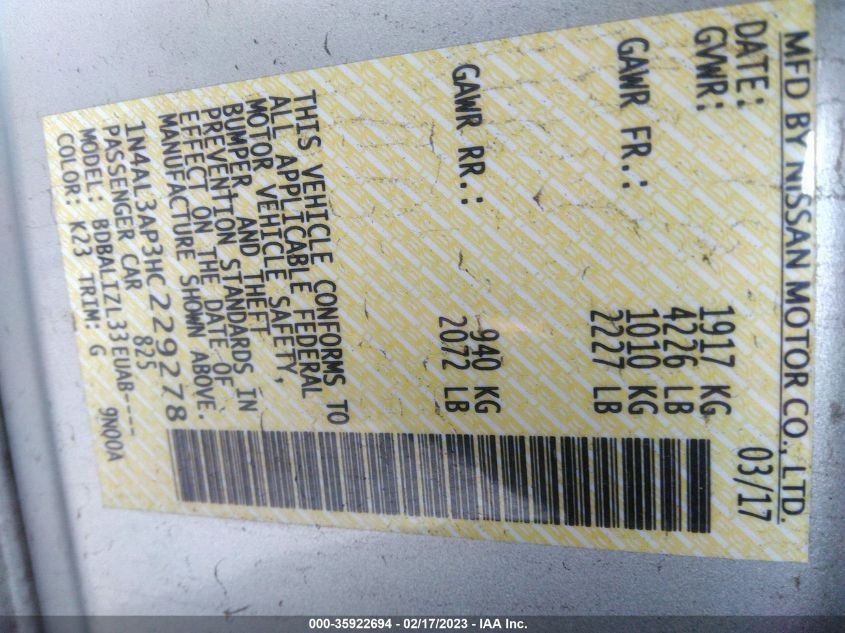 MFD BY NISSAN MOTOR CO., LTD.
DATE: 03/17
GVWR: 1917 KG
4226 LB
GAWR FR.: 1010 KG
2227 LB
GAWR RR.: 940 KG
2072 LB
THIS VEHICLE CONFORMS TO
ALL APPLICABLE FEDERAL
MOTOR VEHICLE SAFETY,
BUMPER AND THEFT
PREVENTION STANDARDS IN
EFFECT ON THE DATE OF
MANUFACTURE SHOWN ABOVE.
1N4AL3AP3HC229278
PASSENGER CAR 825
MODEL: BDBALIZL33EUAB----
COLOR: K23 TRIM: G 9N00A
000-35922694 - 02/17/2023 - IAA Inc.